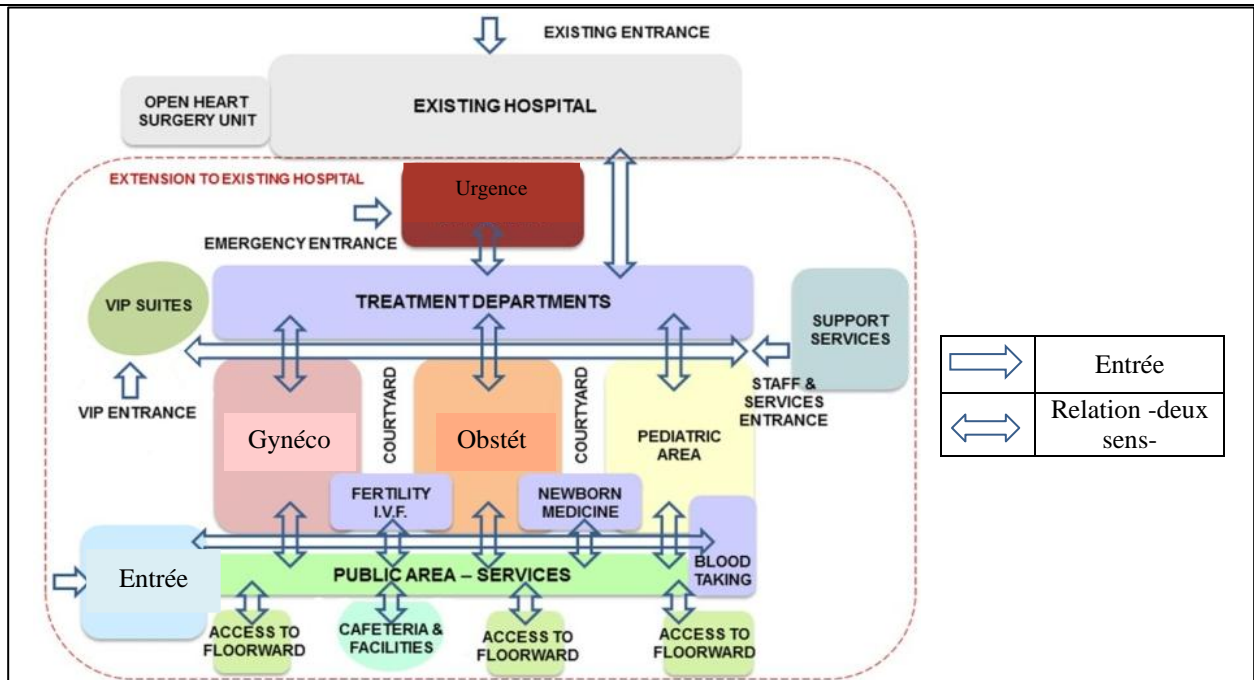 EXISTING ENTRANCE
OPEN HEART
SURGERY UNIT
EXISTING HOSPITAL
EXTENSION TO EXISTING HOSPITAL
Urgence
EMERGENCY ENTRANCE
VIP SUITES
TREATMENT DEPARTMENTS
SUPPORT
SERVICES
VIP ENTRANCE
STAFF &
SERVICES
ENTRANCE
Gynéco
COURTYARD
Obstét
COURTYARD
PEDIATRIC
AREA
FERTILITY
I.V.F.
NEWBORN
MEDICINE
Entrée
PUBLIC AREA – SERVICES
BLOOD
TAKING
ACCESS TO
FLOORWARD
CAFETERIA &
FACILITIES
ACCESS TO
FLOORWARD
ACCESS TO
FLOORWARD
Entrée
Relation -deux
sens-